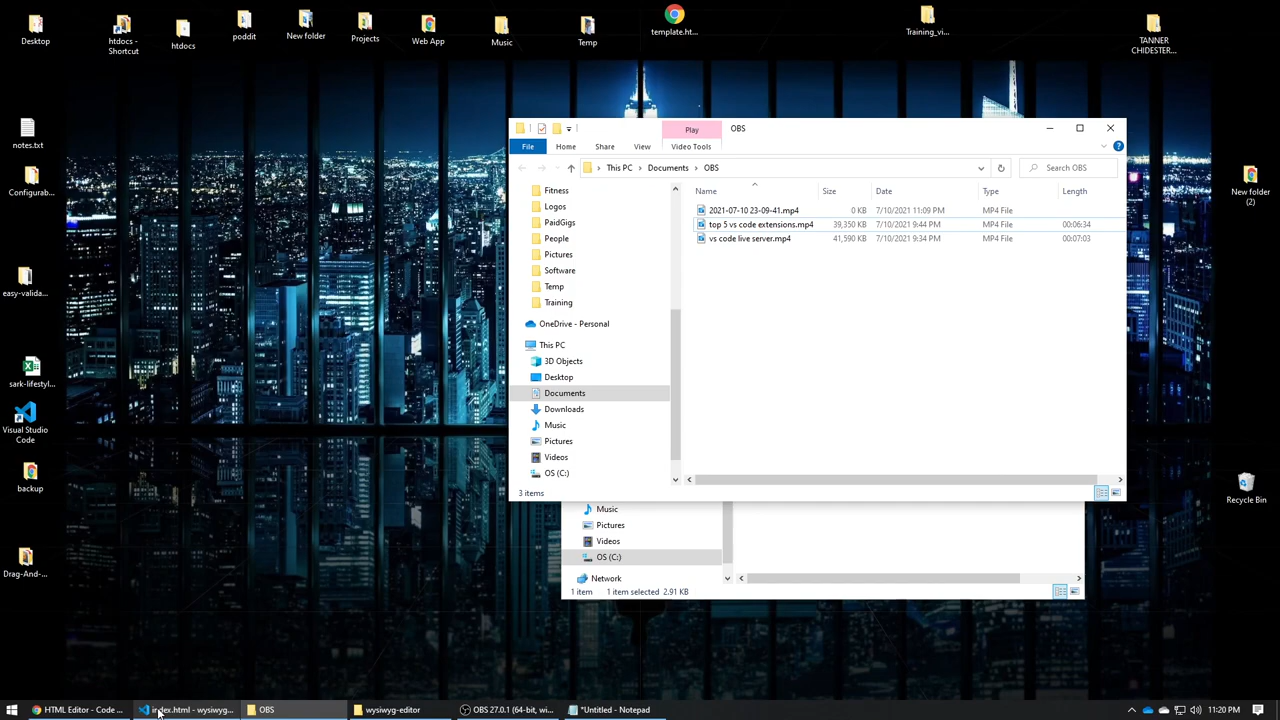 Desktop
htdocs -
Shortcut
htdocs
poddit
New folder
Projects
Web App
Music
Temp
template.ht...
Training_vi...
TANNER
CHIDESTER...
notes.txt
Configurab...
easy-valida...
sark-lifestyl...
Visual Studio
Code
backup
Drag-And-...
New folder
(2)
Recycle Bin
Play
OBS
File
Home
Share
View
Video Tools
This PC
Documents
OBS
Search OBS
Name
Size
Date
Type
Length
2021-07-10 23-09-41.mp4
0 KB
7/10/2021 11:09 PM
MP4 File
top 5 vs code extensions.mp4
39,350 KB
7/10/2021 9:44 PM
MP4 File
00:06:34
vs code live server.mp4
41,590 KB
7/10/2021 9:34 PM
MP4 File
00:07:03
Fitness
Logos
PaidGigs
People
Pictures
Software
Temp
Training
OneDrive - Personal
This PC
3D Objects
Desktop
Documents
Downloads
Music
Pictures
Videos
OS (C:)
3 items
Music
Pictures
Videos
OS (C:)
Network
1 item
1 item selected 2.91 KB
HTML Editor - Code ...
index.html - wysiwyg...
OBS
wysiwyg-editor
OBS 27.0.1 (64-bit, wi...
*Untitled - Notepad
11:20 PM